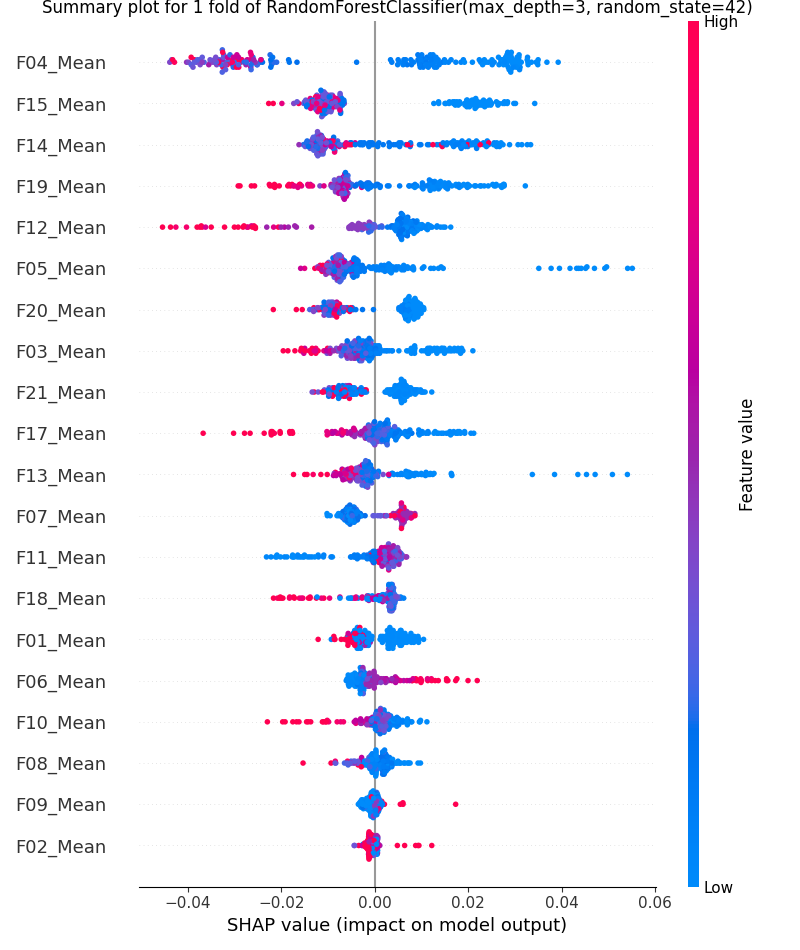 Summary plot for 1 fold of RandomForestClassifier(max_depth=3, random_state=42)
High
F04_Mean
F15_Mean
F14_Mean
F19_Mean
F12_Mean
F05_Mean
F20_Mean
F03_Mean
F21_Mean
F17_Mean
F13_Mean
F07_Mean
F11_Mean
F18_Mean
F01_Mean
F06_Mean
F10_Mean
F08_Mean
F09_Mean
F02_Mean
Feature value
Low
−0.04 −0.02 0.00 0.02 0.04 0.06
SHAP value (impact on model output)